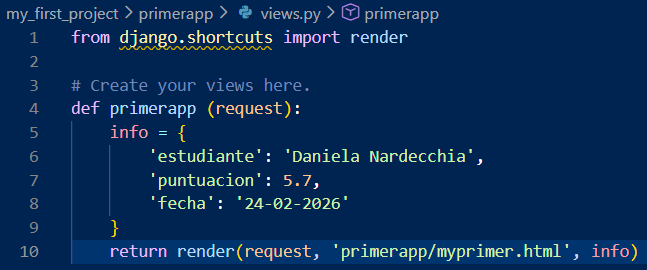 my_first_project > primerapp > views.py > primerapp
1 from django.shortcuts import render
2
3 # Create your views here.
4 def primerapp (request):
5     info = {
6         'estudiante': 'Daniela Nardecchia',
7         'puntuacion': 5.7,
8         'fecha': '24-02-2026'
9     }
10     return render(request, 'primerapp/myprimer.html', info)